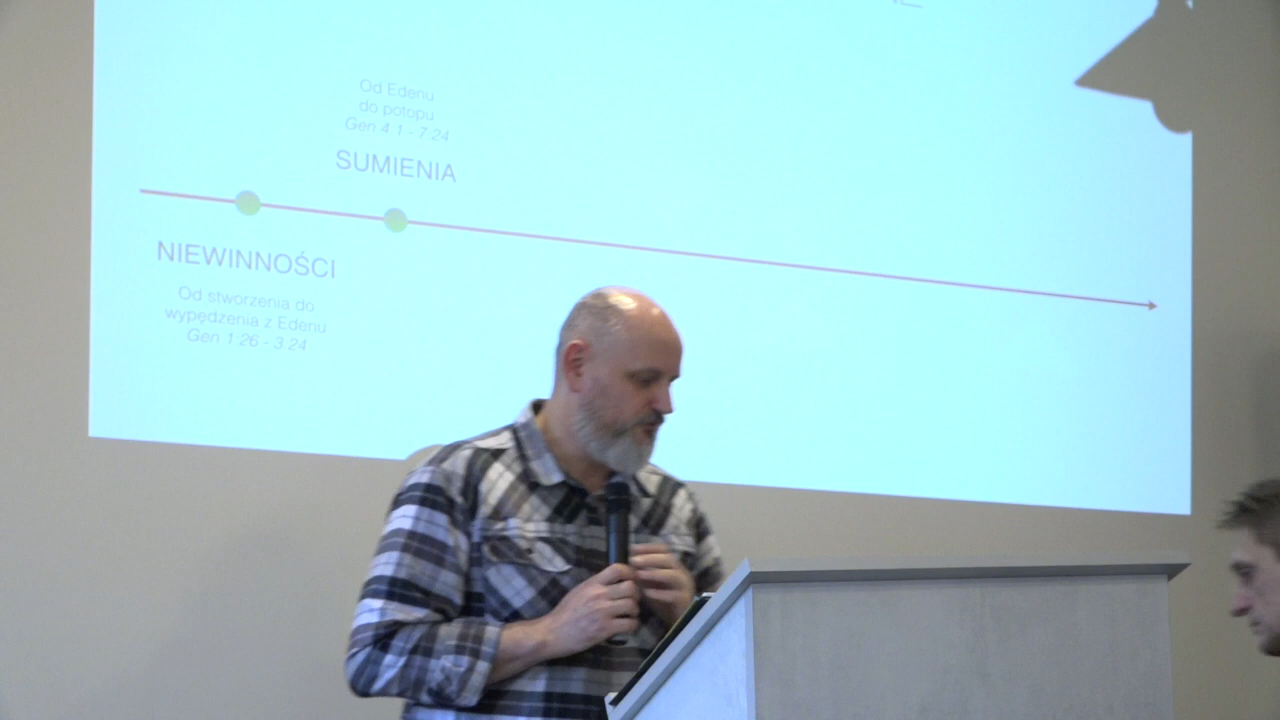 Od Edenu
do potopu
Gen 4:1 - 7.24
SUMIENIA
NIEWINNOŚCI
Od stworzenia do
wypędzenia z Edenu
Gen 1:26 - 3.24